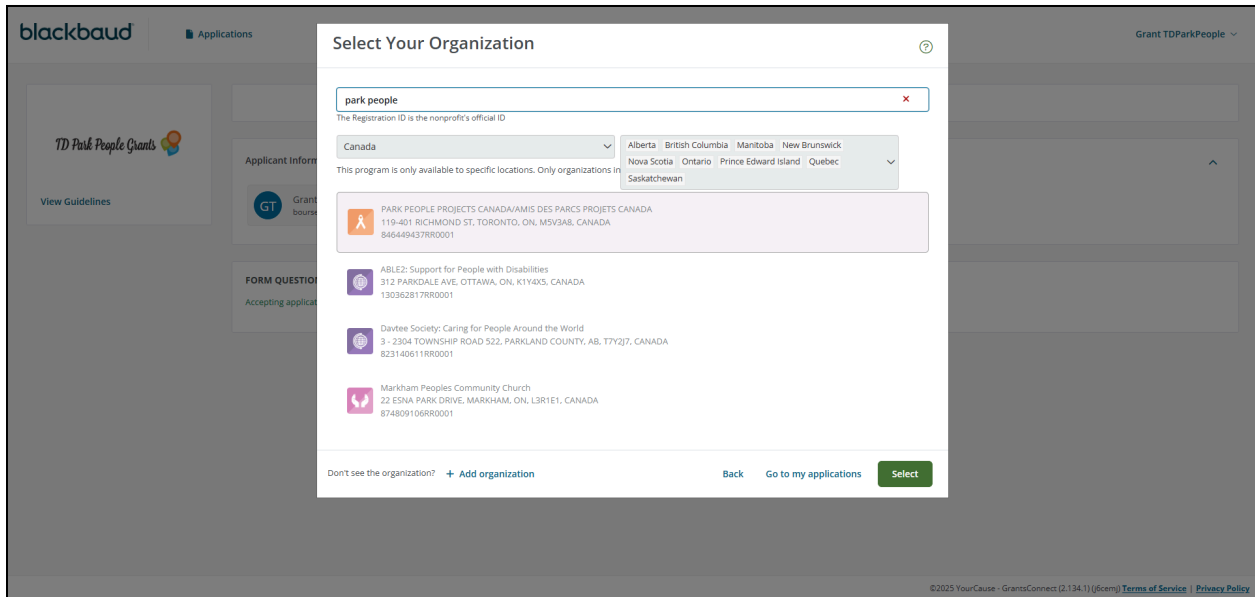 blackbaud
Applications
Grant TDParkPeople
TD Park People Grants
View Guidelines
Applicant Inform
GT
Grant
bourse
FORM QUESTION
Accepting applicat
Select Your Organization
?
park people
The Registration ID is the nonprofit's official ID
Canada
Alberta British Columbia Manitoba New Brunswick
Nova Scotia Ontario Prince Edward Island Quebec
Saskatchewan
This program is only available to specific locations. Only organizations in
PARK PEOPLE PROJECTS CANADA/AMIS DES PARCS PROJETS CANADA
119-401 RICHMOND ST, TORONTO, ON, M5V3A8, CANADA
846449437RR0001
ABLE2: Support for People with Disabilities
312 PARKDALE AVE, OTTAWA, ON, K1Y4X5, CANADA
130362817RR0001
Davtee Society: Caring for People Around the World
3 - 2304 TOWNSHIP ROAD 522, PARKLAND COUNTY, AB, T7Y2J7, CANADA
823140611RR0001
Markham Peoples Community Church
22 ESNA PARK DRIVE, MARKHAM, ON, L3R1E1, CANADA
874809106RR0001
Don't see the organization? + Add organization
Back
Go to my applications
Select
©2025 YourCause - GrantsConnect (2.134.1) (j6cemj) Terms of Service | Privacy Policy